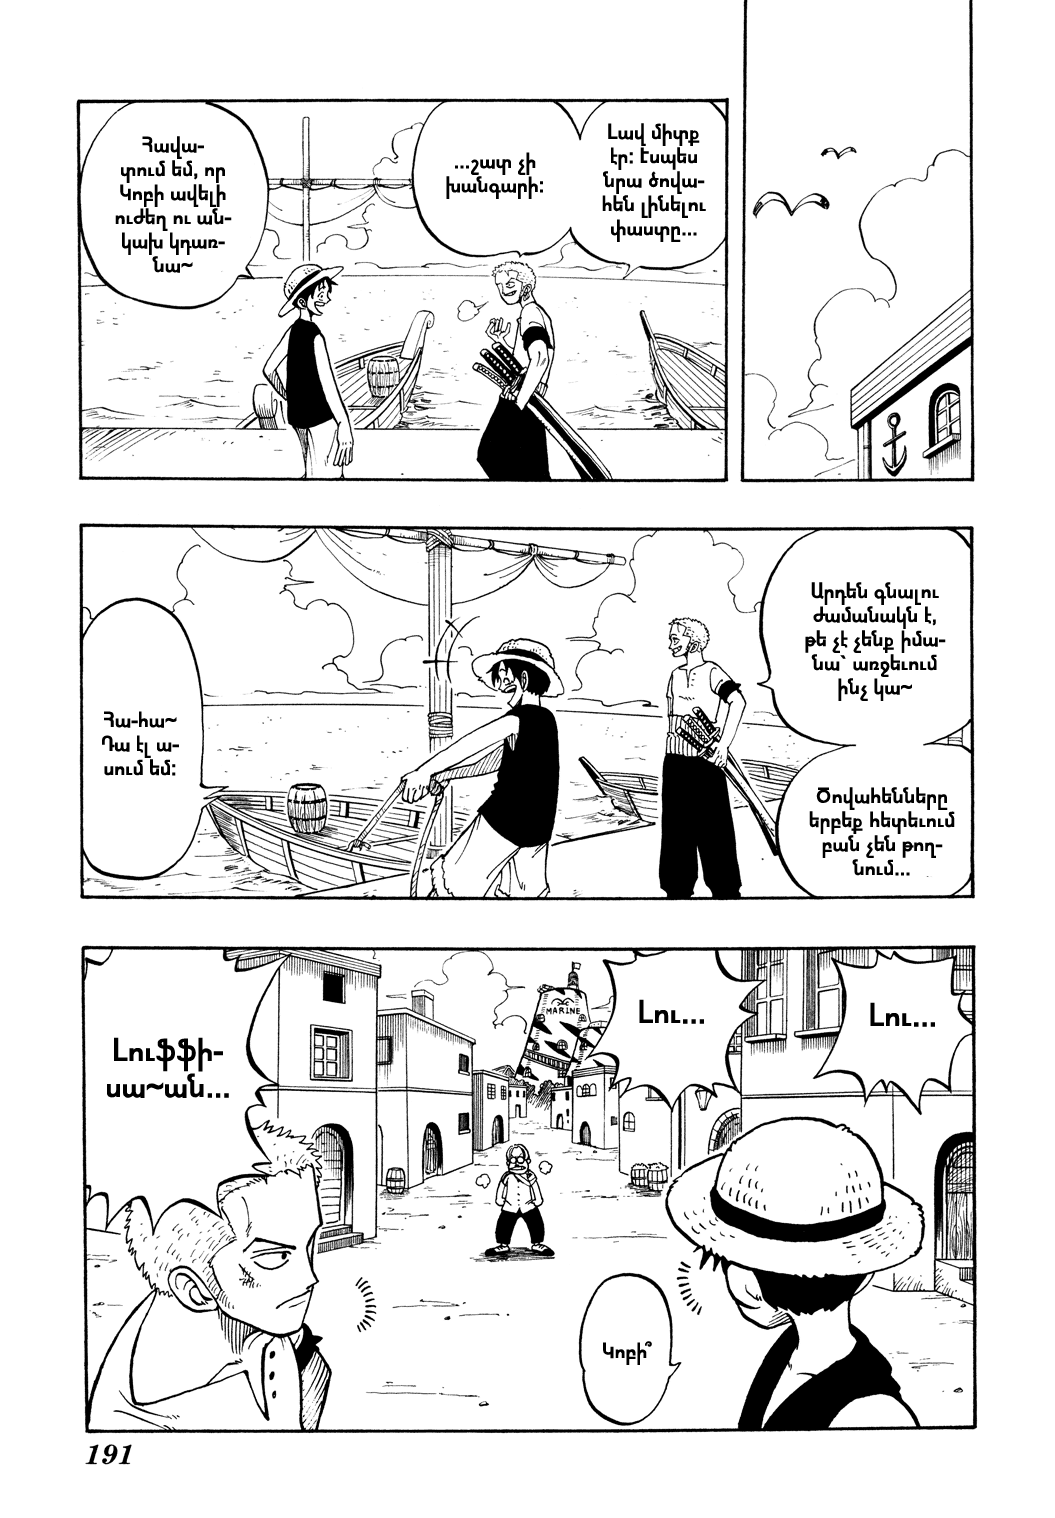 Լավ միտք
էր: Էսպես
նրա ծովա-
հեն լինելու
փաստը...
...շատ չի
խանգարի:
Հավա-
տում եմ, որ
Կոբի ավելի
ուժեղ ու ան-
կախ կդառ-
նա~
Արդեն գնալու
ժամանակն է,
թե չէ չենք իմա-
նա՝ առջեւում
ինչ կա~
Ծովահենները
երբեք հետեւում
բան չեն թող-
նում...
Հա-հա~
Դա էլ ա-
սում եմ:
Լու...
Լու...
MARINE
Լուֆֆի-
սա~ան...
Կոբի՞
191